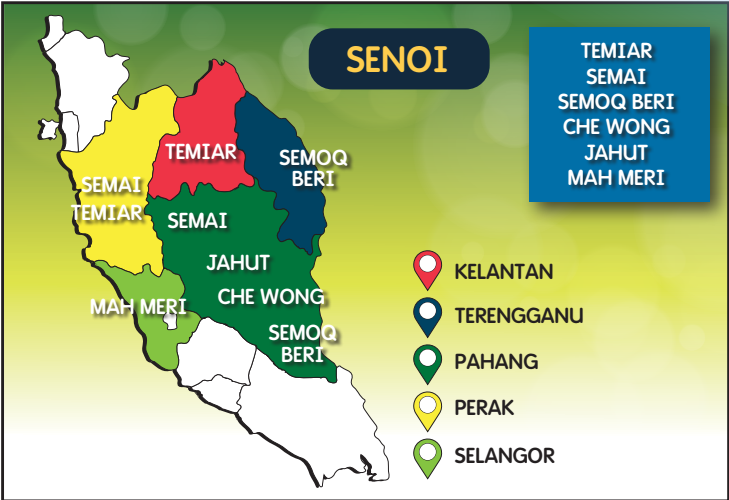 SENOI
TEMIAR
SEMAI
SEMOQ BERI
CHE WONG
JAHUT
MAH MERI
TEMIAR
SEMOQ
BERI
SEMAI
TEMIAR
SEMAI
JAHUT
CHE WONG
MAH MERI
SEMOQ
BERI
KELANTAN
TERENGGANU
PAHANG
PERAK
SELANGOR